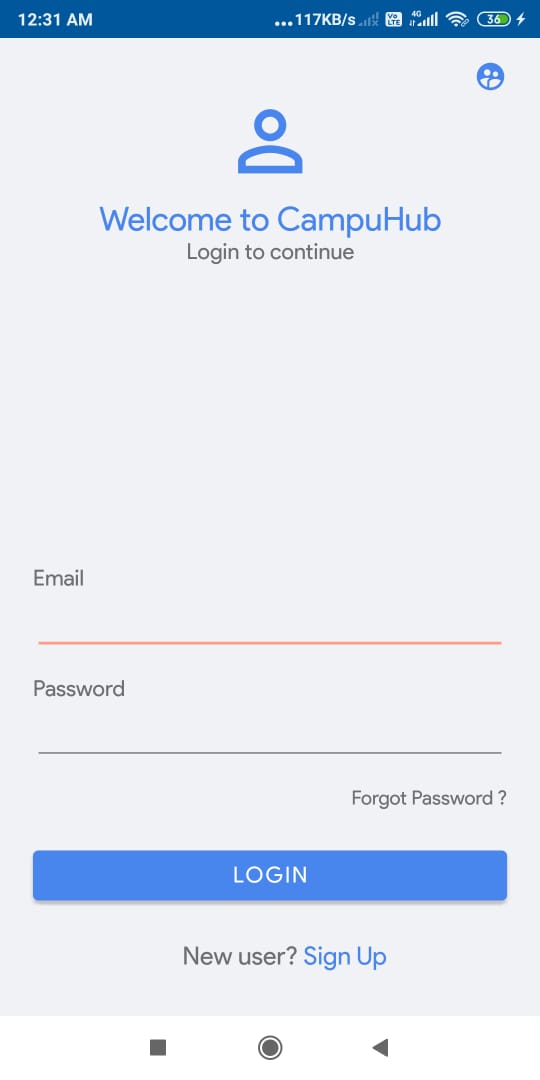 12:31 AM ...117KB/s Vo LTE 4G 36
Welcome to CampuHub
Login to continue
Email
Password
Forgot Password ?
LOGIN
New user? Sign Up